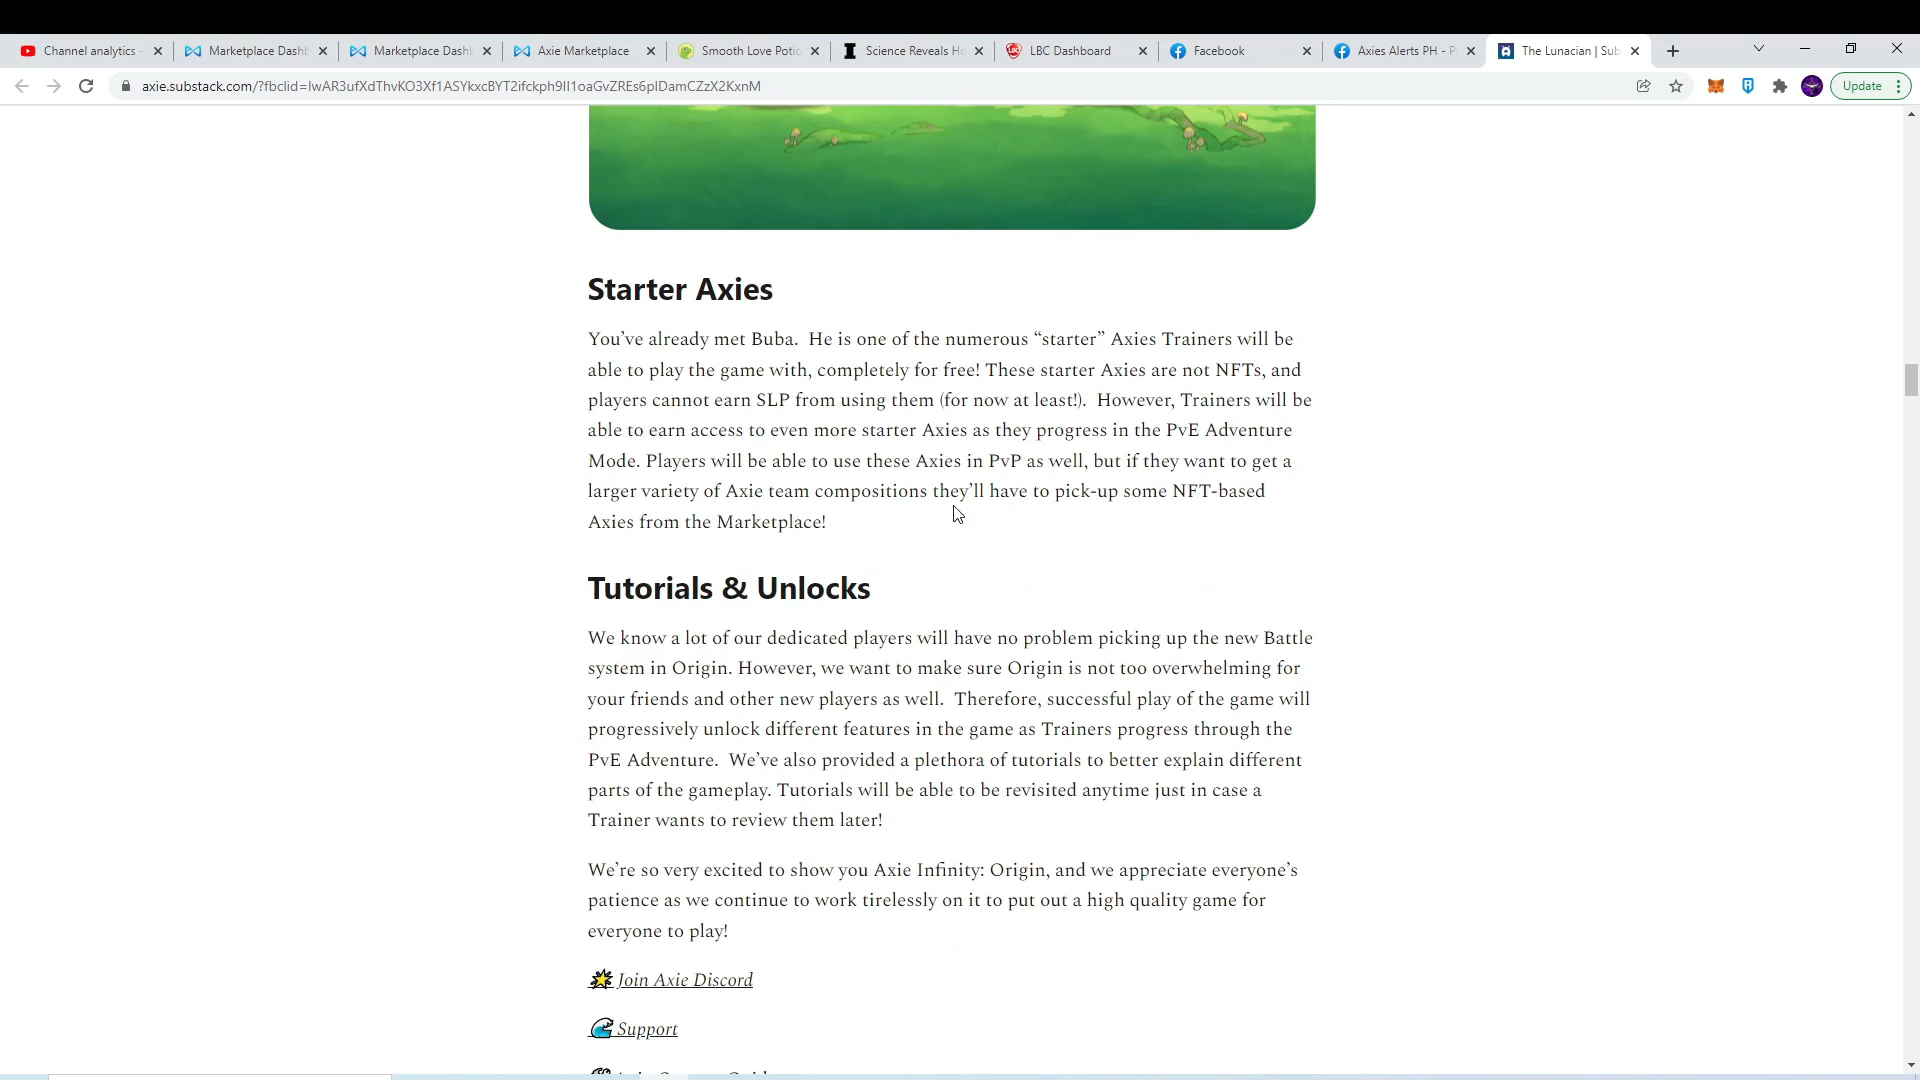 Channel analytics
Marketplace Dashb
Marketplace Dashb
Axie Marketplace
Smooth Love Potio
Science Reveals Ho
LBC Dashboard
Facebook
Axies Alerts PH - P
The Lunacian | Sub
Update
Starter Axies
You’ve already met Buba.  He is one of the numerous “starter” Axies Trainers will be
able to play the game with, completely for free! These starter Axies are not NFTs, and
players cannot earn SLP from using them (for now at least!).  However, Trainers will be
able to earn access to even more starter Axies as they progress in the PvE Adventure
Mode. Players will be able to use these Axies in PvP as well, but if they want to get a
larger variety of Axie team compositions they’ll have to pick-up some NFT-based
Axies from the Marketplace!
Tutorials & Unlocks
We know a lot of our dedicated players will have no problem picking up the new Battle
system in Origin. However, we want to make sure Origin is not too overwhelming for
your friends and other new players as well.  Therefore, successful play of the game will
progressively unlock different features in the game as Trainers progress through the
PvE Adventure.  We’ve also provided a plethora of tutorials to better explain different
parts of the gameplay. Tutorials will be able to be revisited anytime just in case a
Trainer wants to review them later!
We’re so very excited to show you Axie Infinity: Origin, and we appreciate everyone’s
patience as we continue to work tirelessly on it to put out a high quality game for
everyone to play!
Join Axie Discord
Support